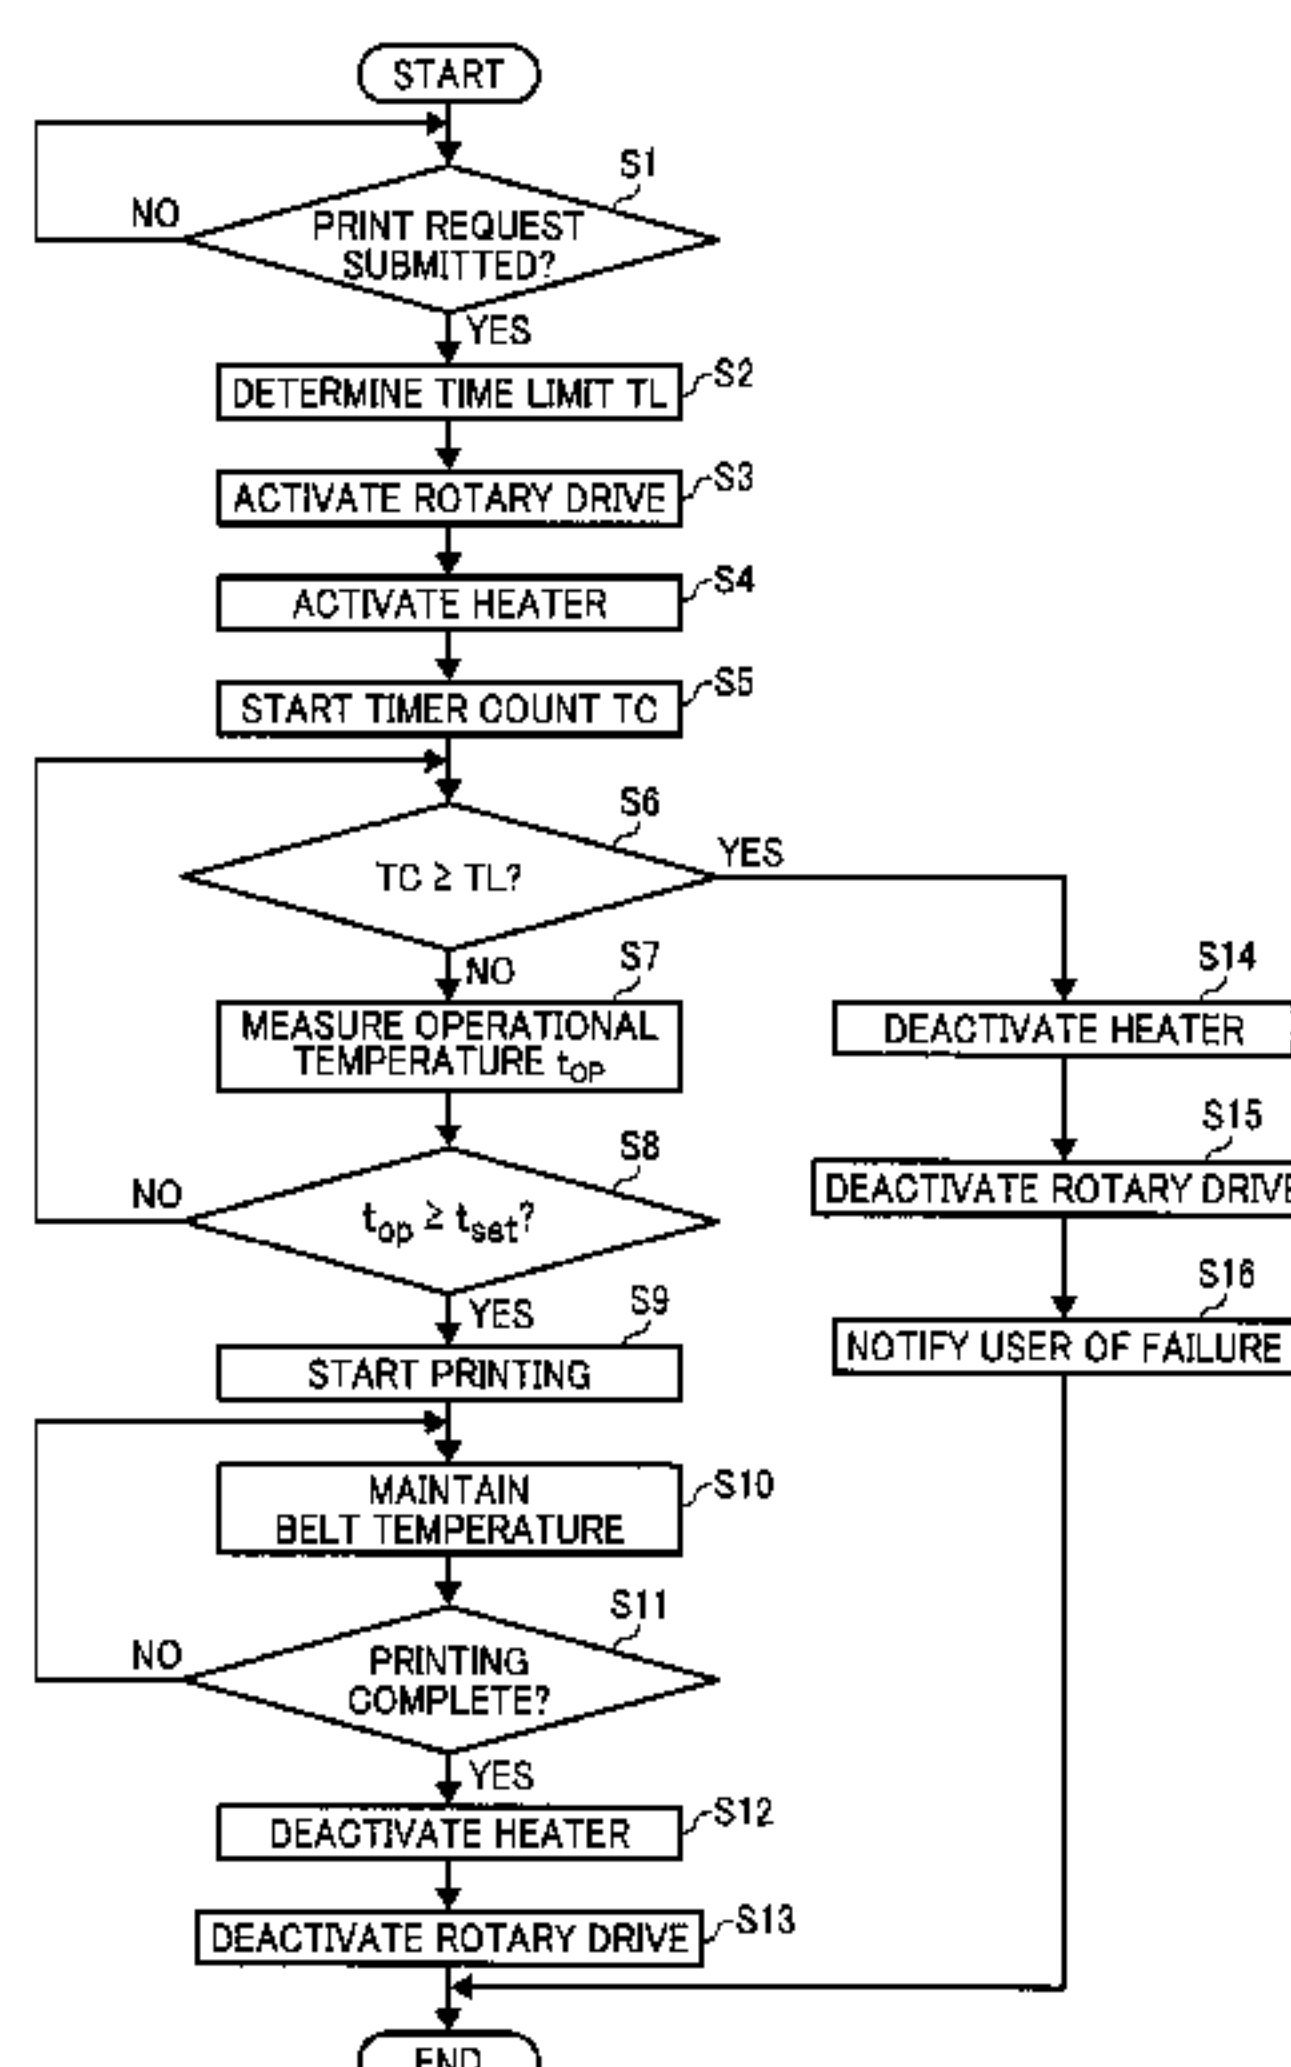 START
S1
NO
PRINT REQUEST
SUBMITTED?
YES
S2
DETERMINE TIME LIMIT TL
S3
ACTIVATE ROTARY DRIVE
S4
ACTIVATE HEATER
S5
START TIMER COUNT TC
S6
TC ≥ TL?
YES
NO
S7
MEASURE OPERATIONAL
TEMPERATURE tOP
S14
DEACTIVATE HEATER
S8
NO
top ≥ tset?
YES
S15
DEACTIVATE ROTARY DRIVE
S9
START PRINTING
S16
NOTIFY USER OF FAILURE
S10
MAINTAIN
BELT TEMPERATURE
S11
NO
PRINTING
COMPLETE?
YES
S12
DEACTIVATE HEATER
S13
DEACTIVATE ROTARY DRIVE
END